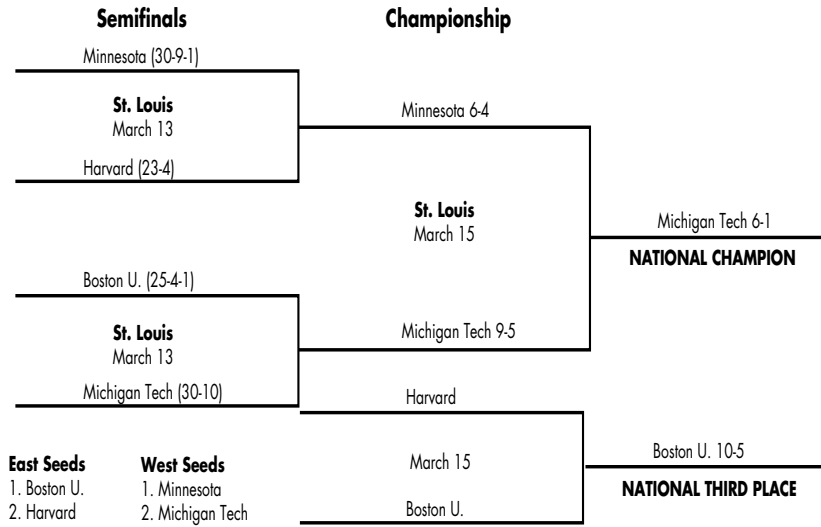 Semifinals
Championship
Minnesota (30-9-1)
St. Louis
March 13
Minnesota 6-4
Harvard (23-4)
St. Louis
March 15
Michigan Tech 6-1
NATIONAL CHAMPION
Boston U. (25-4-1)
St. Louis
March 13
Michigan Tech 9-5
Michigan Tech (30-10)
Harvard
March 15
Boston U. 10-5
NATIONAL THIRD PLACE
Boston U.
East Seeds
1. Boston U.
2. Harvard
West Seeds
1. Minnesota
2. Michigan Tech